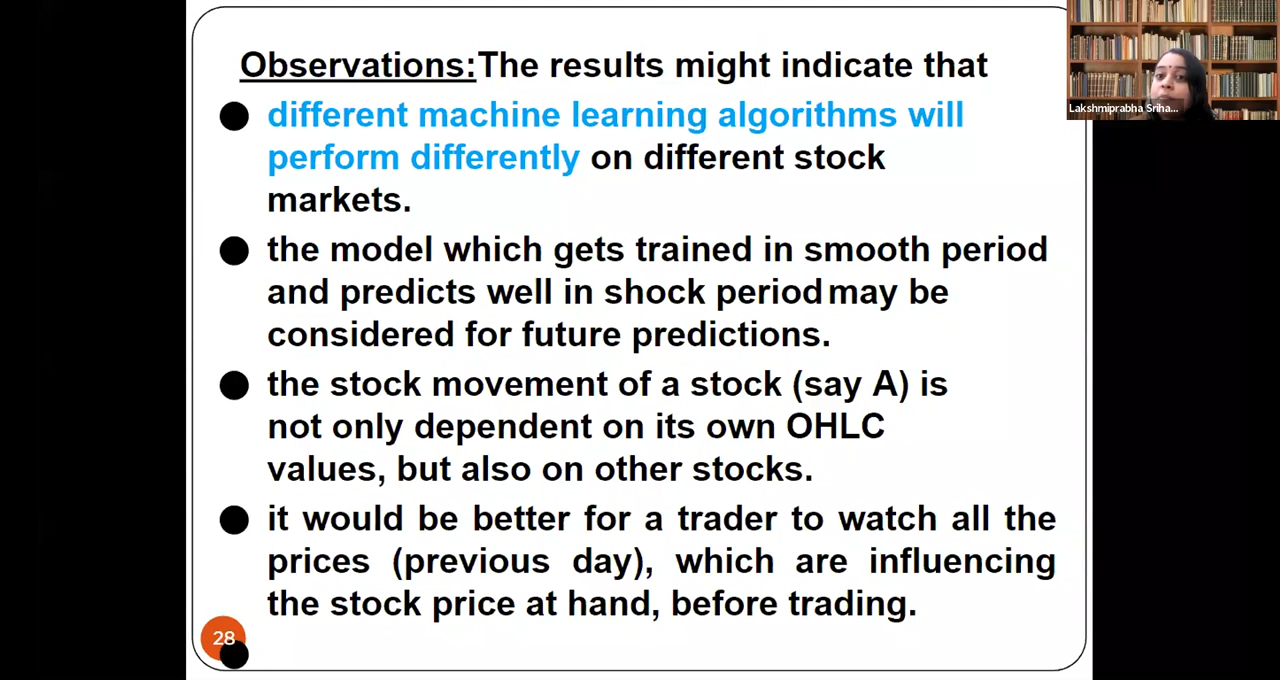 Observations:The results might indicate that
● different machine learning algorithms will
perform differently on different stock
markets.
● the model which gets trained in smooth period
and predicts well in shock period may be
considered for future predictions.
● the stock movement of a stock (say A) is
not only dependent on its own OHLC
values, but also on other stocks.
● it would be better for a trader to watch all the
prices (previous day), which are influencing
the stock price at hand, before trading.
28
Lakshmiprabha Sriha...